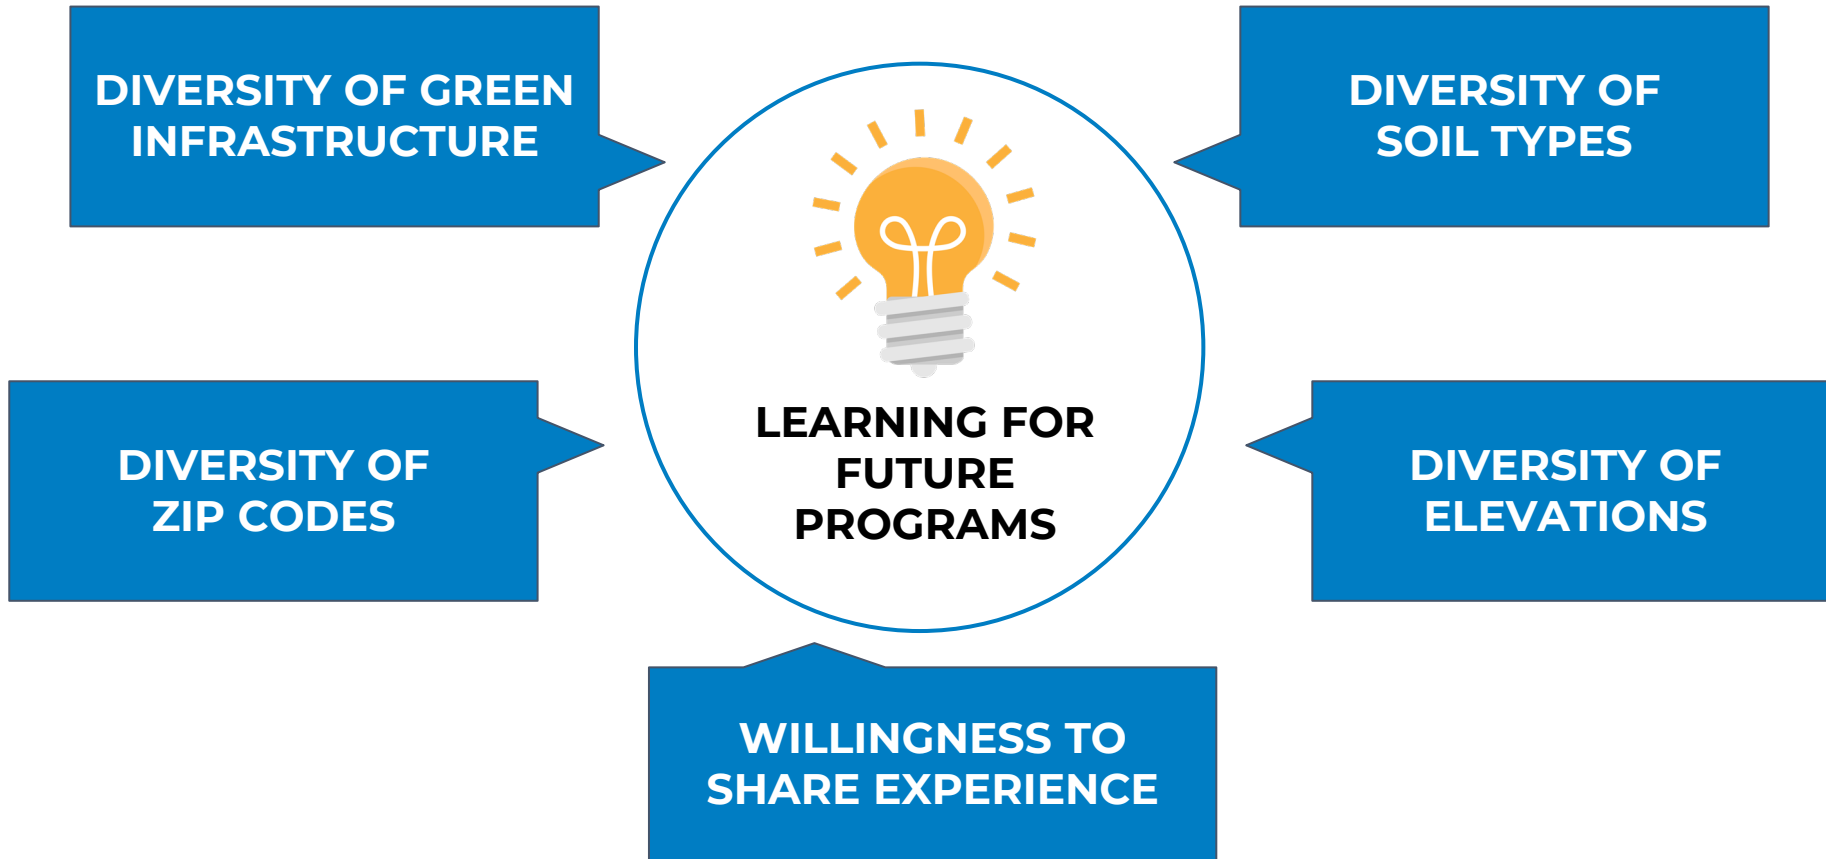 DIVERSITY OF GREEN
INFRASTRUCTURE
DIVERSITY OF
SOIL TYPES
LEARNING FOR
FUTURE
PROGRAMS
DIVERSITY OF
ZIP CODES
DIVERSITY OF
ELEVATIONS
WILLINGNESS TO
SHARE EXPERIENCE